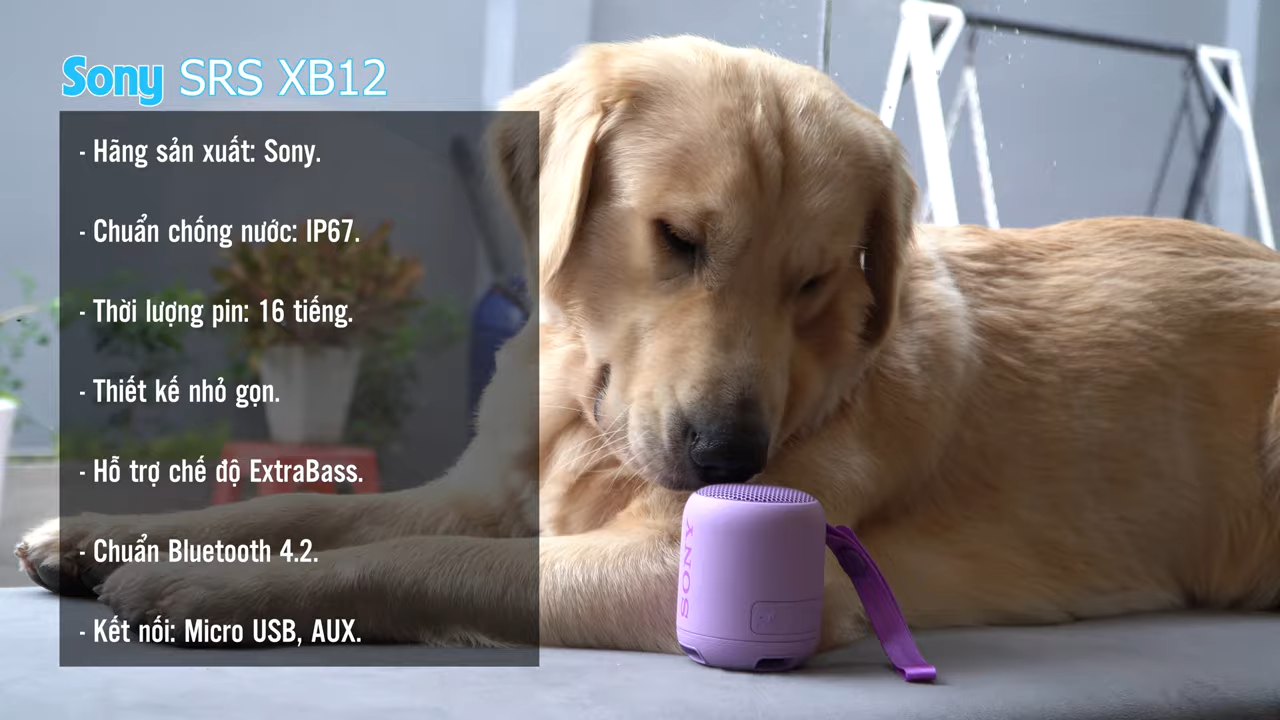 Sony SRS XB12
- Hãng sản xuất: Sony.
- Chuẩn chống nước: IP67.
- Thời lượng pin: 16 tiếng.
- Thiết kế nhỏ gọn.
- Hỗ trợ chế độ ExtraBass.
- Chuẩn Bluetooth 4.2.
- Kết nối: Micro USB, AUX.
SONY